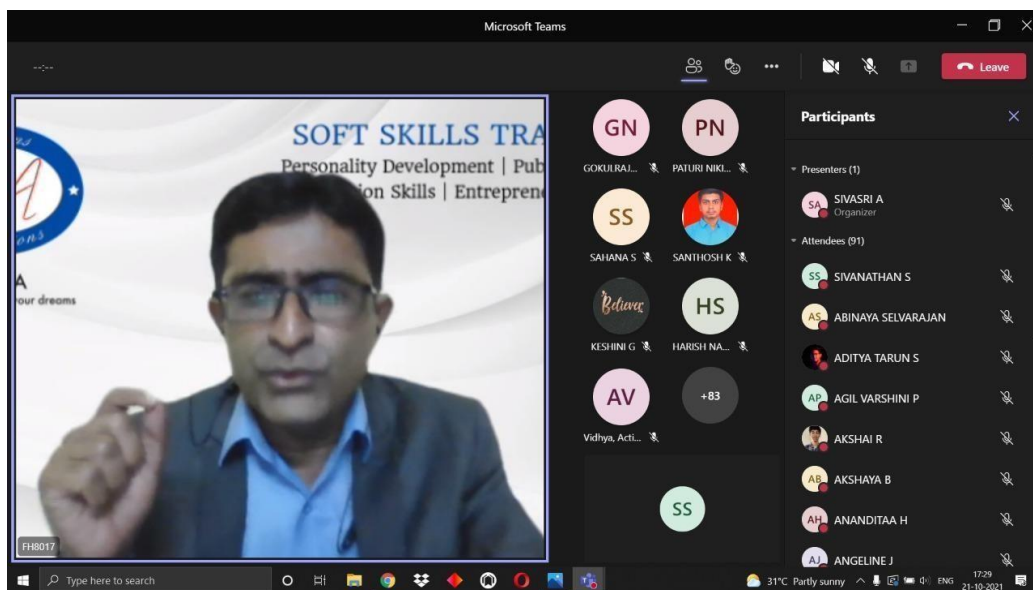 Microsoft Teams
--:--
Leave
SOFT SKILLS TRA
Personality Development | Pub
ion Skills | Entreprene
ons
A
our dreams
FH8017
GN
GOKULRAJ...
PN
PATURI NIKI...
SS
SAHANA S
SANTHOSH K
Believer
KESHINI G
HS
HARISH NA...
AV
Vidhya, Acti...
+83
SS
Participants
Presenters (1)
SA
SIVASRI A
Organizer
Attendees (91)
SS
SIVANATHAN S
AS
ABINAYA SELVARAJAN
ADITYA TARUN S
AP
AGIL VARSHINI P
AKSHAI R
AB
AKSHAYA B
AH
ANANDITAA H
AJ
ANGELINE J
Type here to search
31°C Partly sunny
ENG
17:29
21-10-2021